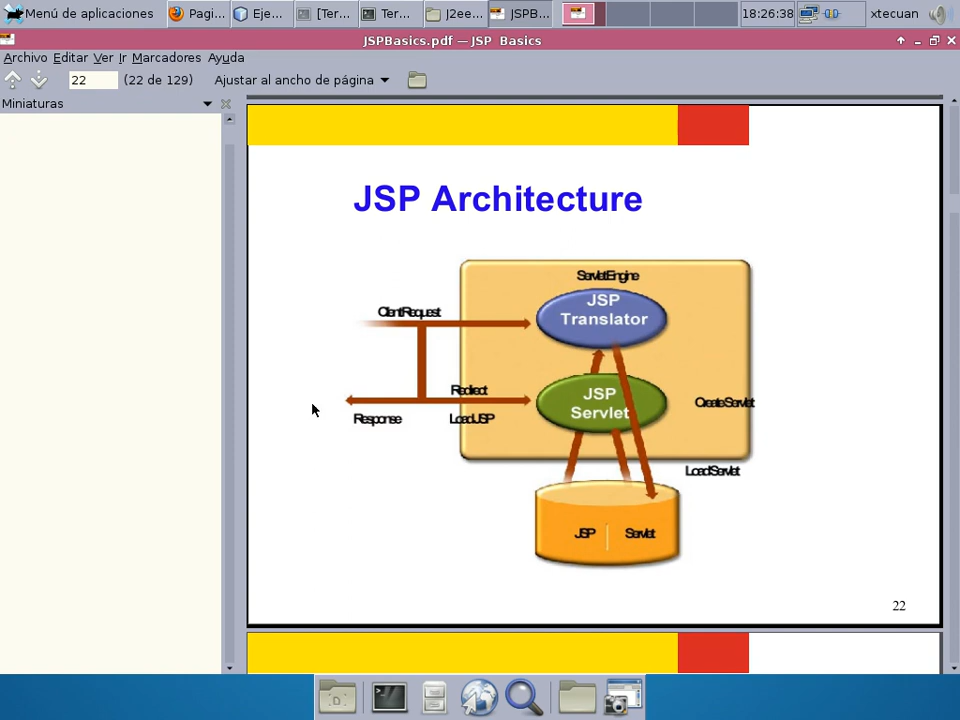 Menú de aplicaciones Pagi... Eje... [Ter... Ter... J2ee... JSPB... 18:26:38 xtecuan
JSPBasics.pdf — JSP Basics
Archivo Editar Ver Ir Marcadores Ayuda
22 (22 de 129) Ajustar al ancho de página
Miniaturas
JSP Architecture
ServletEngine
JSP
Translator
ClientRequest
Redirect
JSP
Servlet
CreateServlet
Response
LoadJSP
LoadServlet
JSP Servlet
22